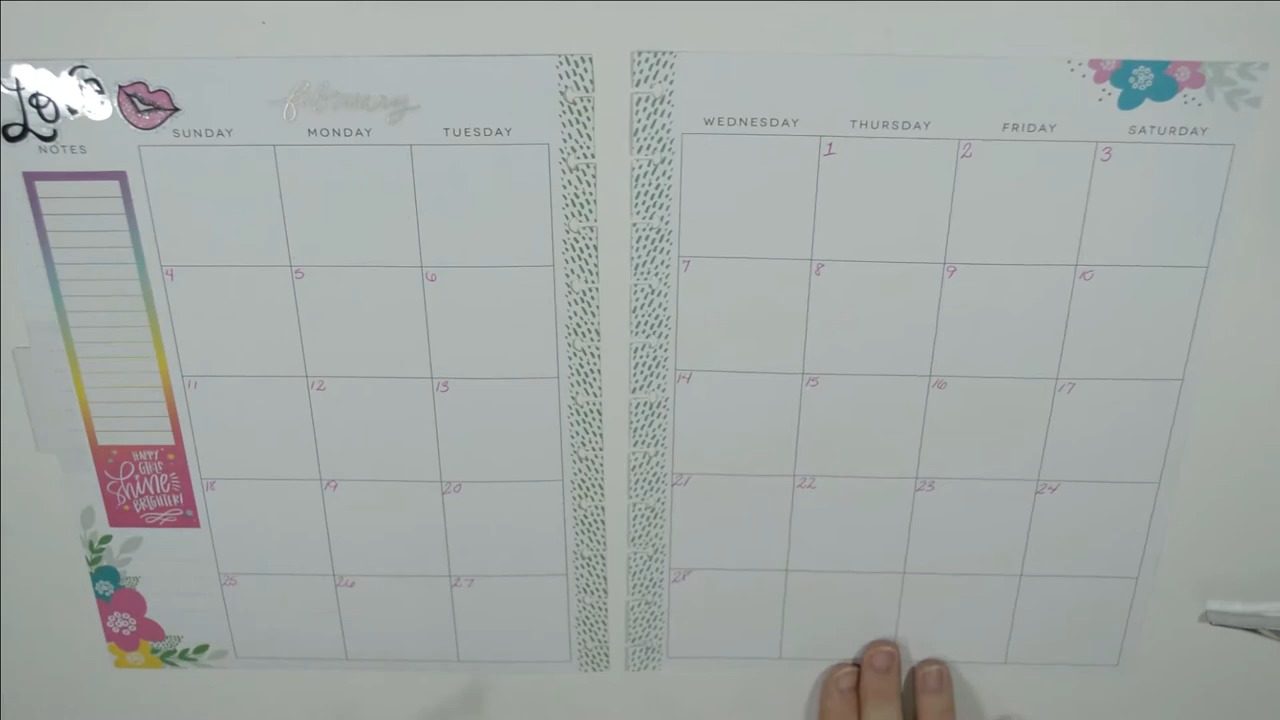 Love
february
SUNDAY MONDAY TUESDAY WEDNESDAY THURSDAY FRIDAY SATURDAY
NOTES
1 2 3
4 5 6 7 8 9 10
11 12 13 14 15 16 17
18 19 20 21 22 23 24
25 26 27 28
HAPPY
GIRLS
Shine
BRIGHTER!